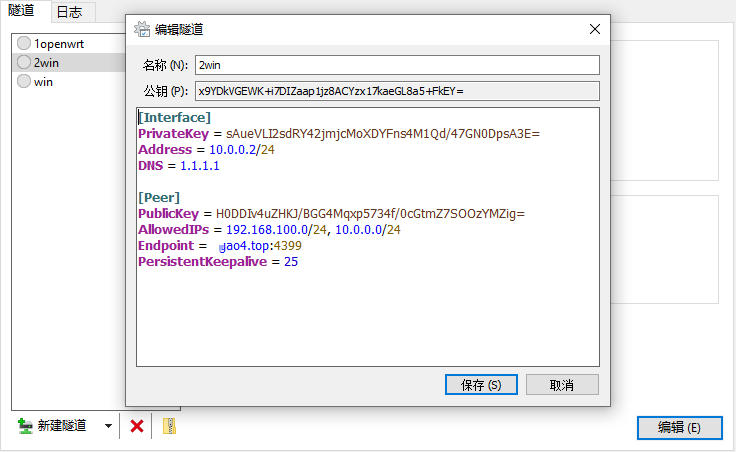 隧道 日志
1openwrt
2win
win
编辑隧道
名称 (N): 2win
公钥 (P): x9YDkVGEWK+i7DIZaap1jz8ACYzx17kaeGL8a5+FkEY=
[Interface]
PrivateKey = sAueVLI2sdRY42jmjcMoXDYFns4M1Qd/47GN0DpsA3E=
Address = 10.0.0.2/24
DNS = 1.1.1.1
[Peer]
PublicKey = H0DDIv4uZHKJ/BGG4Mqxp5734f/0cGtmZ7SOOzYMZig=
AllowedIPs = 192.168.100.0/24, 10.0.0.0/24
Endpoint = yao4.top:4399
PersistentKeepalive = 25
保存 (S) 取消
新建隧道 编辑 (E)